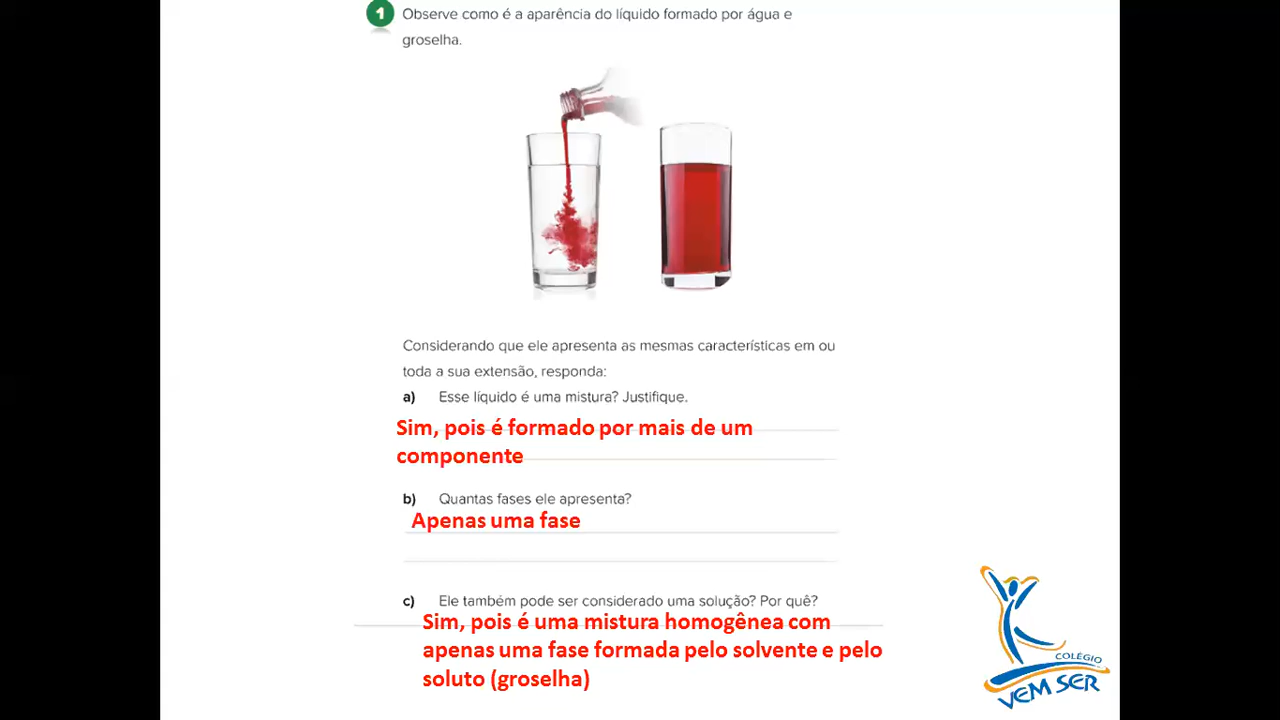 1 Observe como é a aparência do líquido formado por água e
groselha.
Considerando que ele apresenta as mesmas características em ou
toda a sua extensão, responda:
a) Esse líquido é uma mistura? Justifique.
Sim, pois é formado por mais de um
componente
b) Quantas fases ele apresenta?
Apenas uma fase
c) Ele também pode ser considerado uma solução? Por quê?
Sim, pois é uma mistura homogênea com
apenas uma fase formada pelo solvente e pelo
soluto (groselha)
COLÉGIO
VEM SER